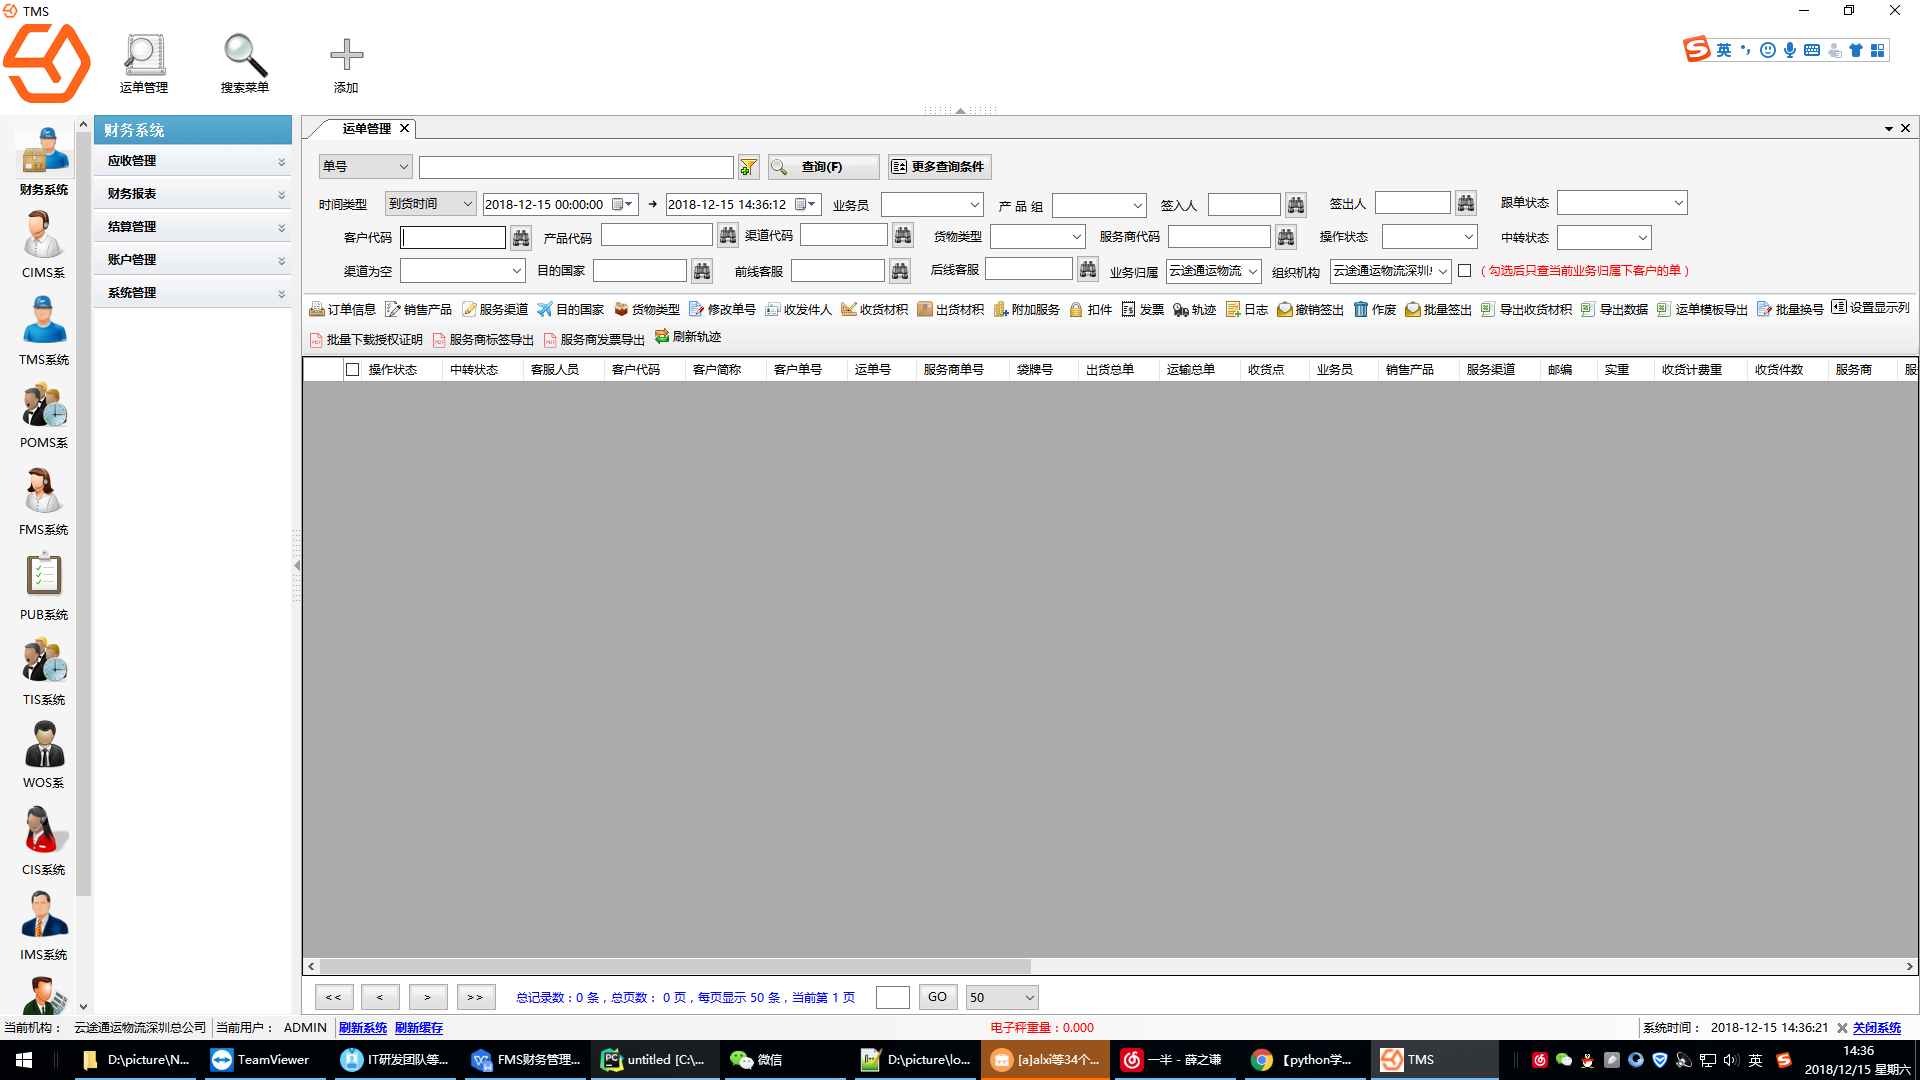 TMS
运单管理
搜索菜单
添加
英
财务系统
CIMS系
TMS系统
POMS系
FMS系统
PUB系统
TIS系统
WOS系
CIS系统
IMS系统
财务系统
应收管理
财务报表
结算管理
账户管理
系统管理
运单管理
单号 查询(F) 更多查询条件
时间类型 到货时间 2018-12-15 00:00:00 → 2018-12-15 14:36:12 业务员 产 品 组 签入人 签出人 跟单状态
客户代码 产品代码 渠道代码 货物类型 服务商代码 操作状态 中转状态
渠道为空 目的国家 前线客服 后线客服 业务归属 云途通运物流 组织机构 云途通运物流深圳 ( 勾选后只查当前业务归属下客户的单 )
订单信息 销售产品 服务渠道 目的国家 货物类型 修改单号 收发件人 收货材积 出货材积 附加服务 扣件 发票 轨迹 日志 撤销签出 作废 批量签出 导出收货材积 导出数据 运单模板导出 批量换号 设置显示列
批量下载授权证明 服务商标签导出 服务商发票导出 刷新轨迹
操作状态 中转状态 客服人员 客户代码 客户简称 客户单号 运单号 服务商单号 袋牌号 出货总单 运输总单 收货点 业务员 销售产品 服务渠道 邮编 实重 收货计费重 收货件数 服务商 服
<< < > >> 总记录数：0 条，总页数： 0 页，每页显示 50 条，当前第 1 页 GO 50
当前机构： 云途通运物流深圳总公司 当前用户： ADMIN 刷新系统 刷新缓存 电子秤重量：0.000 系统时间： 2018-12-15 14:36:21 关闭系统
D:\picture\N... TeamViewer IT研发团队等... FMS财务管理... untitled [C:\... 微信 D:\picture\lo... [a]alxi等34个... 一半 - 薛之谦 【python学... TMS 英 14:36
2018/12/15 星期六